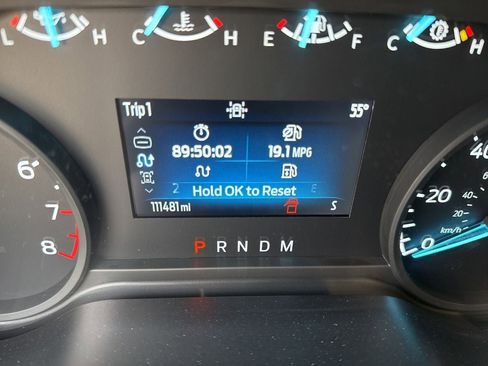 L H C H E F C H
Trip 1 55°
89:50:02 19.1 MPG
Hold OK to Reset
111481 mi S
P R N D M
6
7
8
40
20
0
40
20
km/h